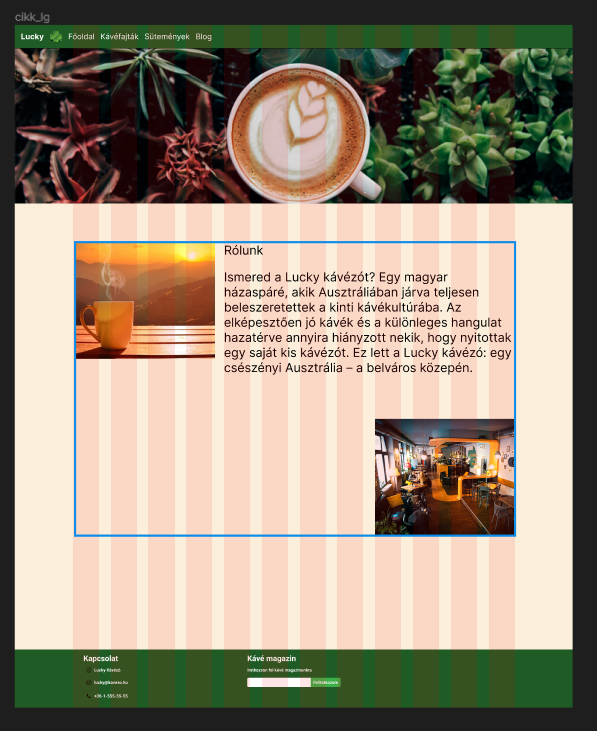 cikk_lg
Lucky Főoldal Kávéfajták Sütemények Blog
Rólunk
Ismered a Lucky kávézót? Egy magyar
házaspáré, akik Ausztráliában járva teljesen
beleszeretettek a kinti kávékultúrába. Az
elképesztően jó kávék és a különleges hangulat
hazatérve annyira hiányzott nekik, hogy nyitottak
egy saját kis kávézót. Ez lett a Lucky kávézó: egy
csészényi Ausztrália – a belváros közepén.
Kapcsolat
Lucky Kávézó
lucky@kavezo.hu
+36-1-555-55-55
Kávé magazin
Iratkozzon fel kávé magazinunkra
Feliratkozom